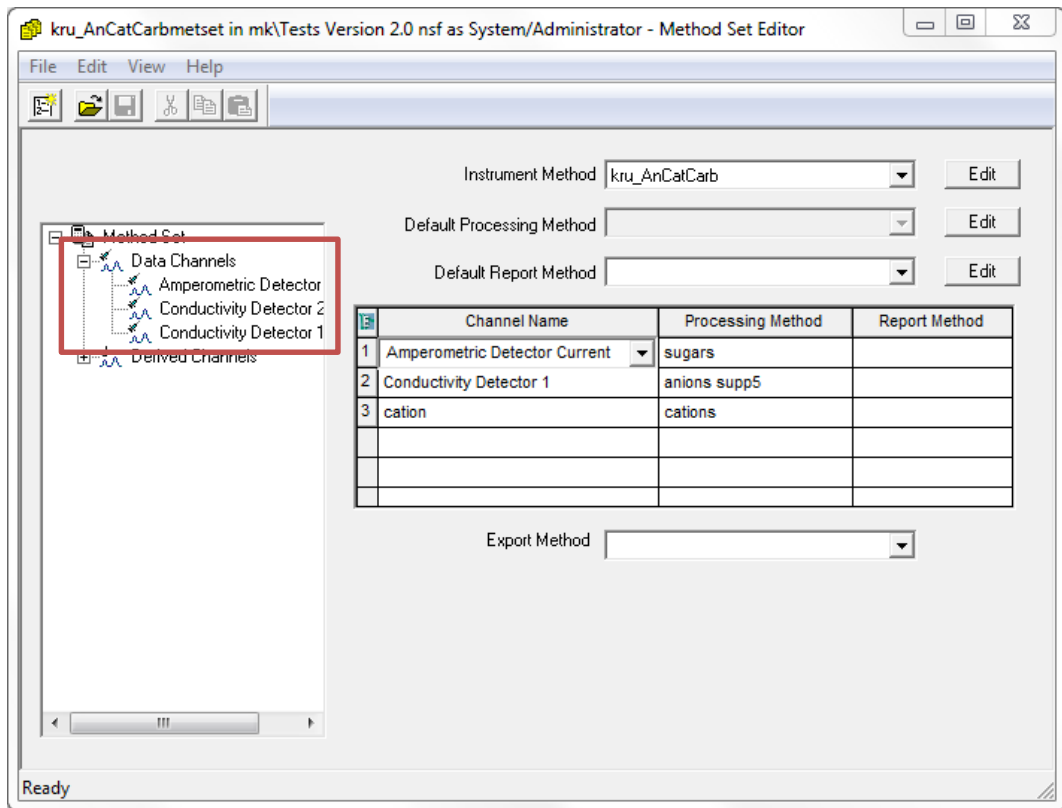 kru_AnCatCarbmetset in mk\Tests Version 2.0 nsf as System/Administrator - Method Set Editor
File Edit View Help
Instrument Method kru_AnCatCarb Edit
Default Processing Method Edit
Default Report Method Edit
Method Set
Data Channels
Amperometric Detector
Conductivity Detector 2
Conductivity Detector 1
Derived Channels
Channel Name Processing Method Report Method
1 Amperometric Detector Current sugars
2 Conductivity Detector 1 anions supp5
3 cation cations
Export Method
Ready